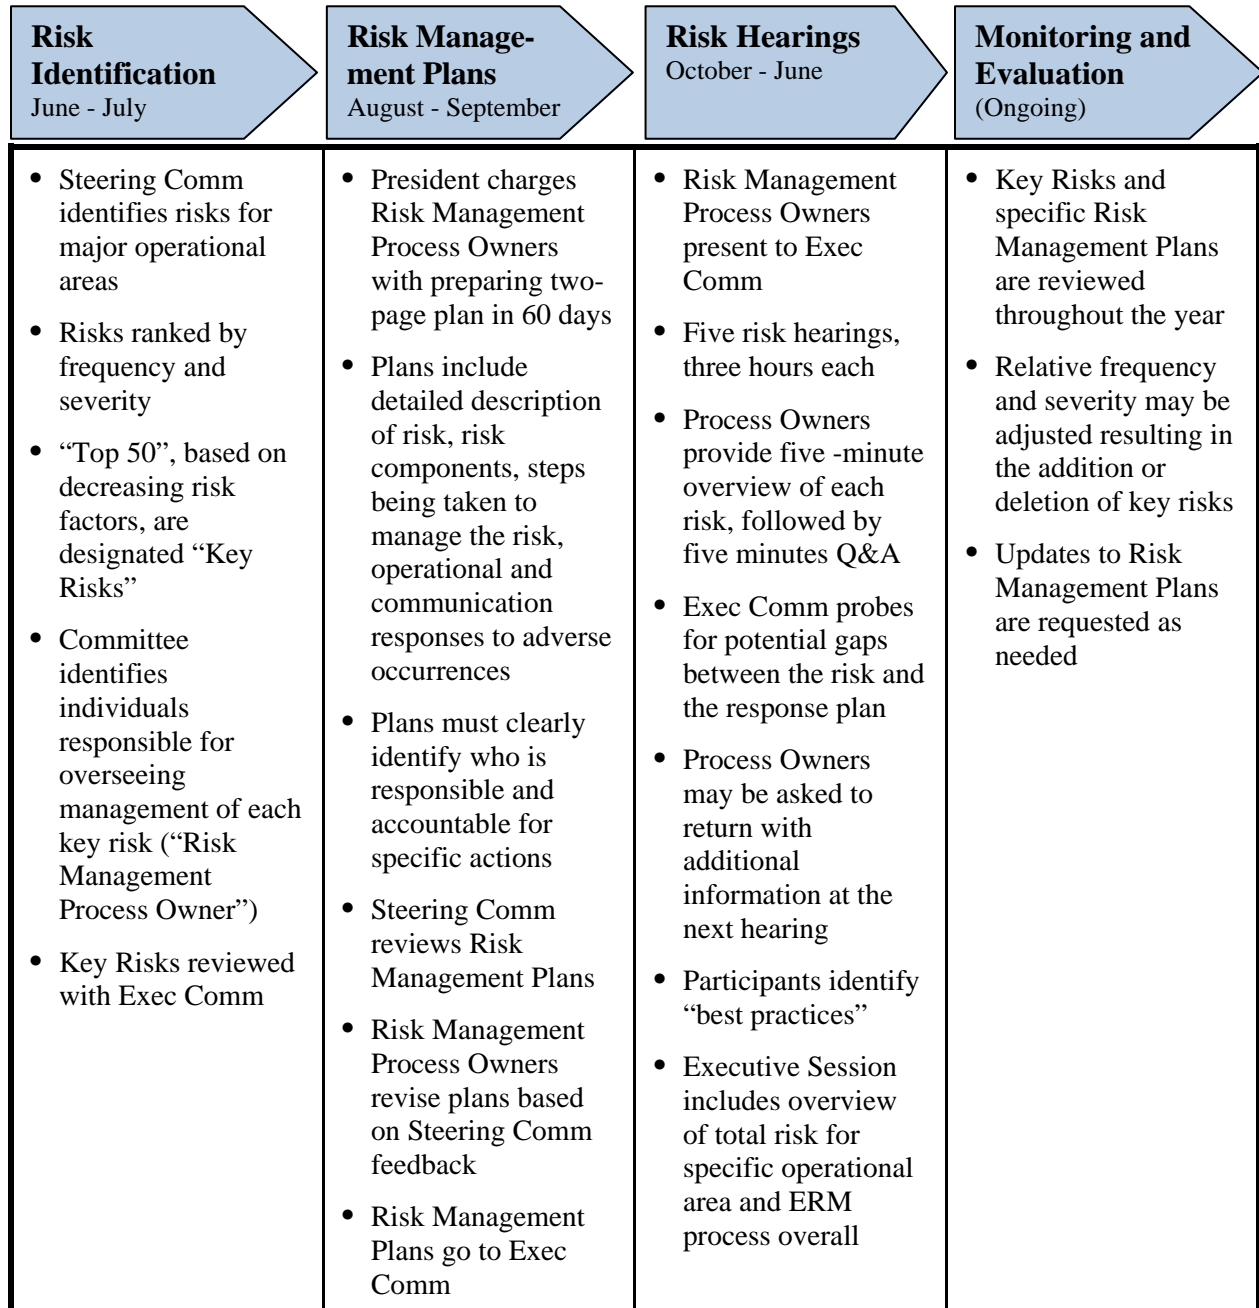 Risk
Identification
June - July
Risk Manage-
ment Plans
August - September
Risk Hearings
October - June
Monitoring and
Evaluation
(Ongoing)
• Steering Comm
identifies risks for
major operational
areas
• Risks ranked by
frequency and
severity
• “Top 50”, based on
decreasing risk
factors, are
designated “Key
Risks”
• Committee
identifies
individuals
responsible for
overseeing
management of each
key risk (“Risk
Management
Process Owner”)
• Key Risks reviewed
with Exec Comm
• President charges
Risk Management
Process Owners
with preparing two-
page plan in 60 days
• Plans include
detailed description
of risk, risk
components, steps
being taken to
manage the risk,
operational and
communication
responses to adverse
occurrences
• Plans must clearly
identify who is
responsible and
accountable for
specific actions
• Steering Comm
reviews Risk
Management Plans
• Risk Management
Process Owners
revise plans based
on Steering Comm
feedback
• Risk Management
Plans go to Exec
Comm
• Risk Management
Process Owners
present to Exec
Comm
• Five risk hearings,
three hours each
• Process Owners
provide five -minute
overview of each
risk, followed by
five minutes Q&A
• Exec Comm probes
for potential gaps
between the risk and
the response plan
• Process Owners
may be asked to
return with
additional
information at the
next hearing
• Participants identify
“best practices”
• Executive Session
includes overview
of total risk for
specific operational
area and ERM
process overall
• Key Risks and
specific Risk
Management Plans
are reviewed
throughout the year
• Relative frequency
and severity may be
adjusted resulting in
the addition or
deletion of key risks
• Updates to Risk
Management Plans
are requested as
needed